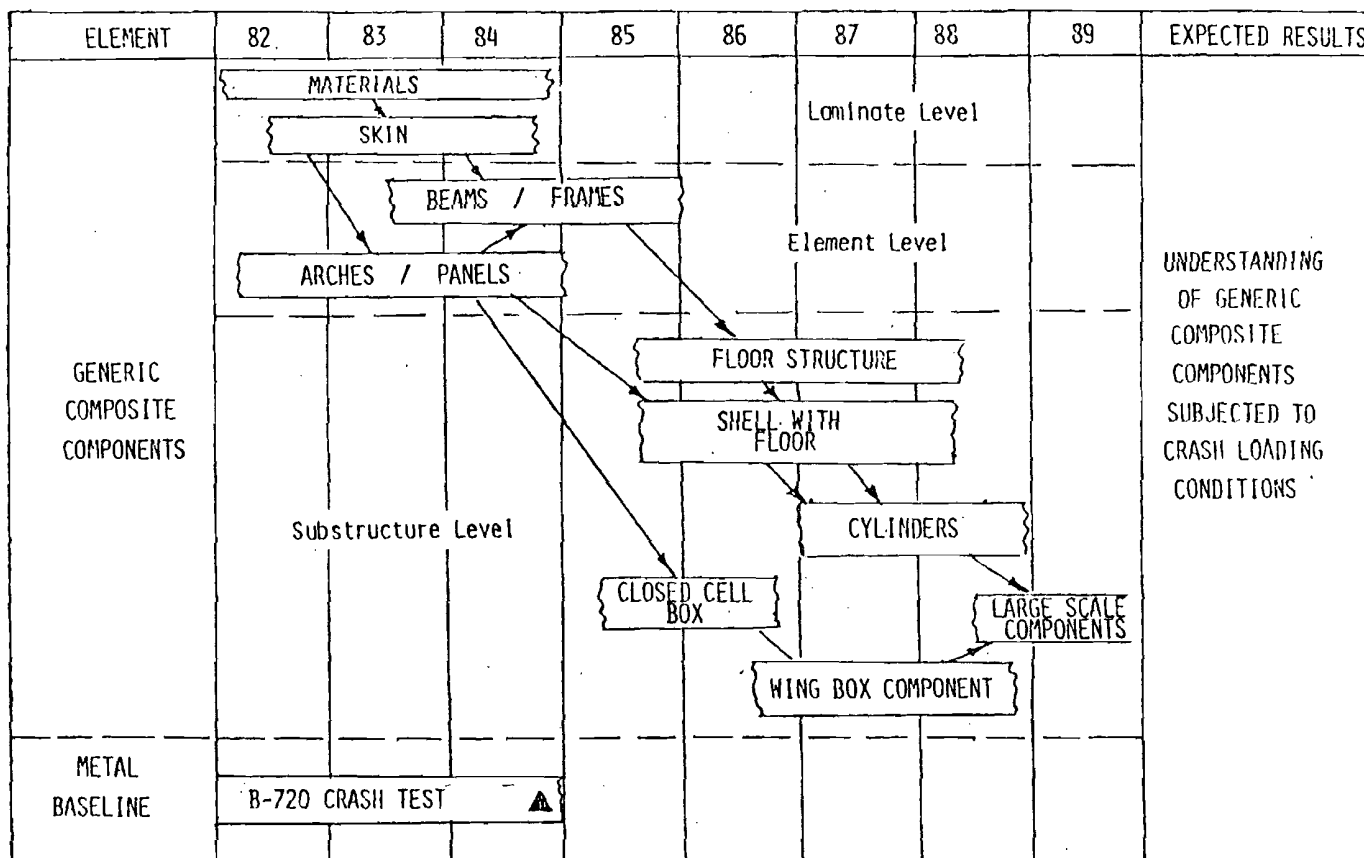 ELEMENT 82 83 84 85 86 87 88 89 EXPECTED RESULTS
MATERIALS
Laminate Level
SKIN
BEAMS / FRAMES
Element Level
ARCHES / PANELS
UNDERSTANDING
OF GENERIC
COMPOSITE
COMPONENTS
SUBJECTED TO
CRASH LOADING
CONDITIONS
FLOOR STRUCTURE
GENERIC
COMPOSITE
COMPONENTS
SHELL WITH
FLOOR
CYLINDERS
Substructure Level
CLOSED CELL
BOX
LARGE SCALE
COMPONENTS
WING BOX COMPONENT
METAL
BASELINE
B-720 CRASH TEST